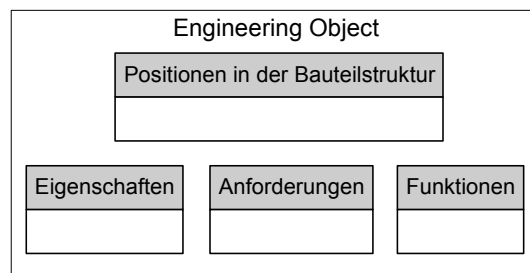 Engineering Object
Positionen in der Bauteilstruktur
Eigenschaften
Anforderungen
Funktionen